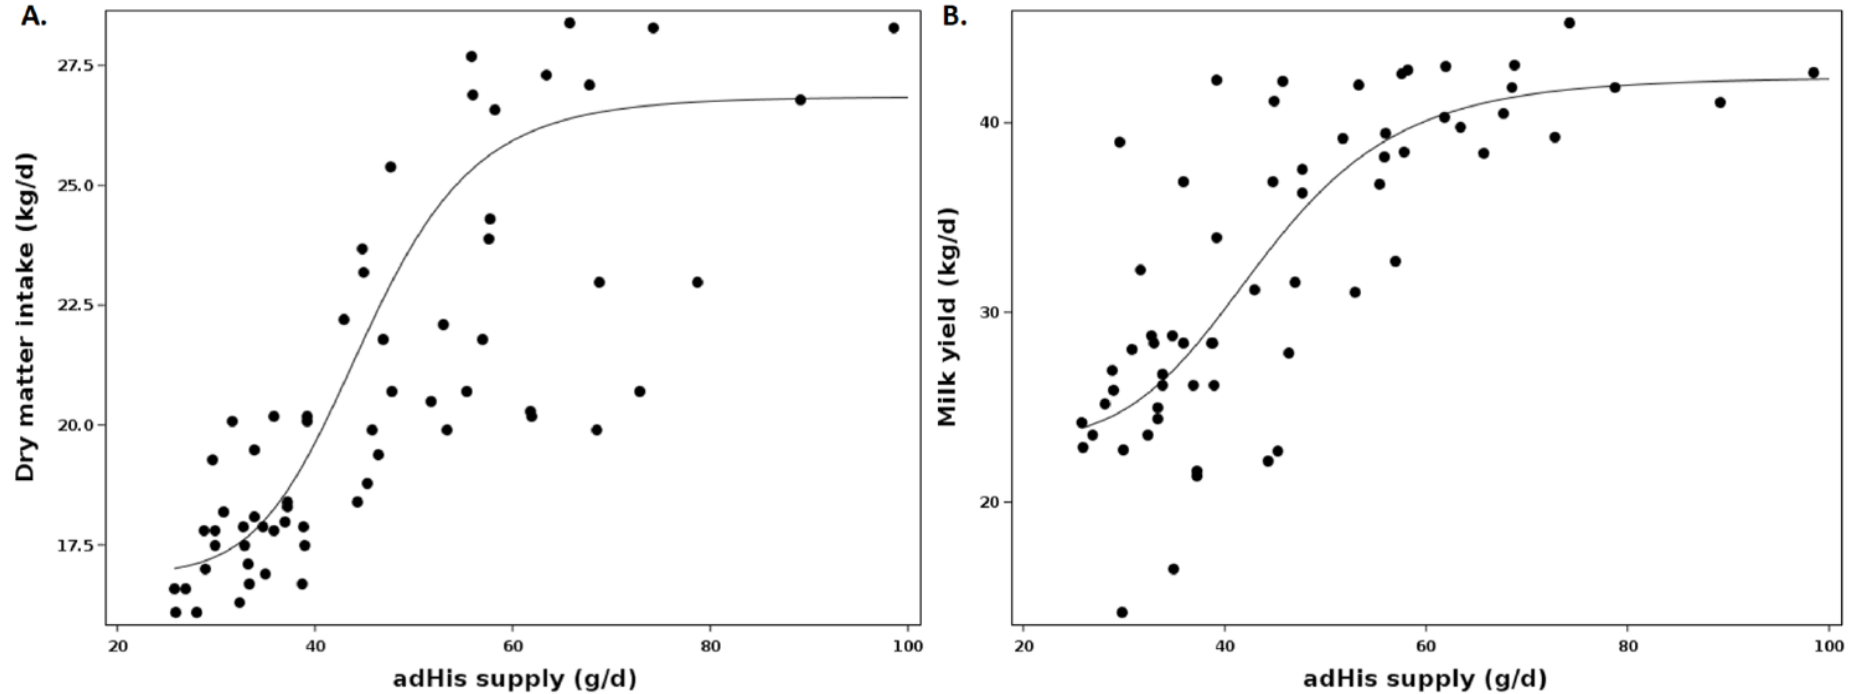 A.
Dry matter intake (kg/d)
27.5
25.0
22.5
20.0
17.5
20 40 60 80 100
adHis supply (g/d)
B.
Milk yield (kg/d)
40
30
20
20 40 60 80 100
adHis supply (g/d)